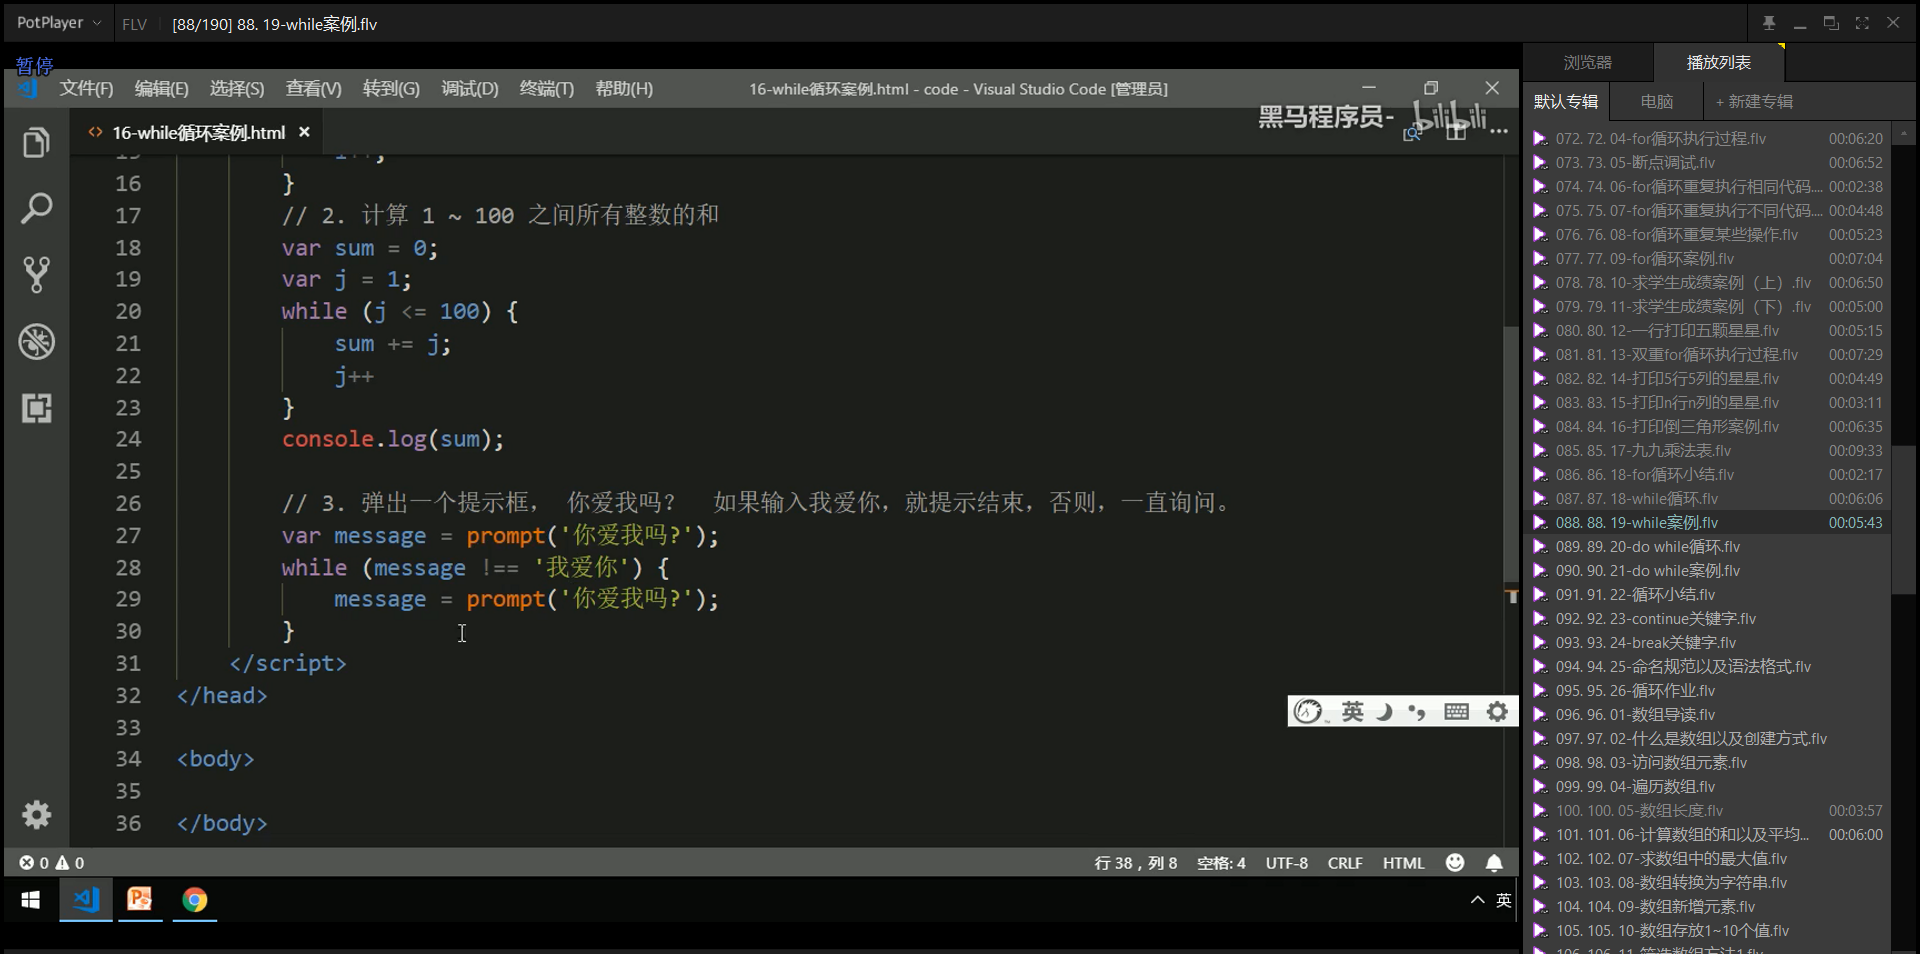 PotPlayer
FLV
[88/190] 88. 19-while案例.flv
暂停
文件(F) 编辑(E) 选择(S) 查看(V) 转到(G) 调试(D) 终端(T) 帮助(H)
16-while循环案例.html - code - Visual Studio Code [管理员]
16-while循环案例.html
黑马程序员-
bilibili
16 }
17 // 2. 计算 1 ~ 100 之间所有整数的和
18 var sum = 0;
19 var j = 1;
20 while (j <= 100) {
21 sum += j;
22 j++
23 }
24 console.log(sum);
25
26 // 3. 弹出一个提示框， 你爱我吗？ 如果输入我爱你，就提示结束，否则，一直询问。
27 var message = prompt('你爱我吗?');
28 while (message !== '我爱你') {
29 message = prompt('你爱我吗?');
30 }
31 </script>
32 </head>
33
34 <body>
35
36 </body>
英
0 0
行 38，列 8 空格: 4 UTF-8 CRLF HTML
英
浏览器 播放列表
默认专辑 电脑 + 新建专辑
072. 72. 04-for循环执行过程.flv 00:06:20
073. 73. 05-断点调试.flv 00:06:52
074. 74. 06-for循环重复执行相同代码.... 00:02:38
075. 75. 07-for循环重复执行不同代码.... 00:04:48
076. 76. 08-for循环重复某些操作.flv 00:05:23
077. 77. 09-for循环案例.flv 00:07:04
078. 78. 10-求学生成绩案例（上）.flv 00:06:50
079. 79. 11-求学生成绩案例（下）.flv 00:05:00
080. 80. 12-一行打印五颗星星.flv 00:05:15
081. 81. 13-双重for循环执行过程.flv 00:07:29
082. 82. 14-打印5行5列的星星.flv 00:04:49
083. 83. 15-打印n行n列的星星.flv 00:03:11
084. 84. 16-打印倒三角形案例.flv 00:06:35
085. 85. 17-九九乘法表.flv 00:09:33
086. 86. 18-for循环小结.flv 00:02:17
087. 87. 18-while循环.flv 00:06:06
088. 88. 19-while案例.flv 00:05:43
089. 89. 20-do while循环.flv
090. 90. 21-do while案例.flv
091. 91. 22-循环小结.flv
092. 92. 23-continue关键字.flv
093. 93. 24-break关键字.flv
094. 94. 25-命名规范以及语法格式.flv
095. 95. 26-循环作业.flv
096. 96. 01-数组导读.flv
097. 97. 02-什么是数组以及创建方式.flv
098. 98. 03-访问数组元素.flv
099. 99. 04-遍历数组.flv
100. 100. 05-数组长度.flv 00:03:57
101. 101. 06-计算数组的和以及平均... 00:06:00
102. 102. 07-求数组中的最大值.flv
103. 103. 08-数组转换为字符串.flv
104. 104. 09-数组新增元素.flv
105. 105. 10-数组存放1~10个值.flv